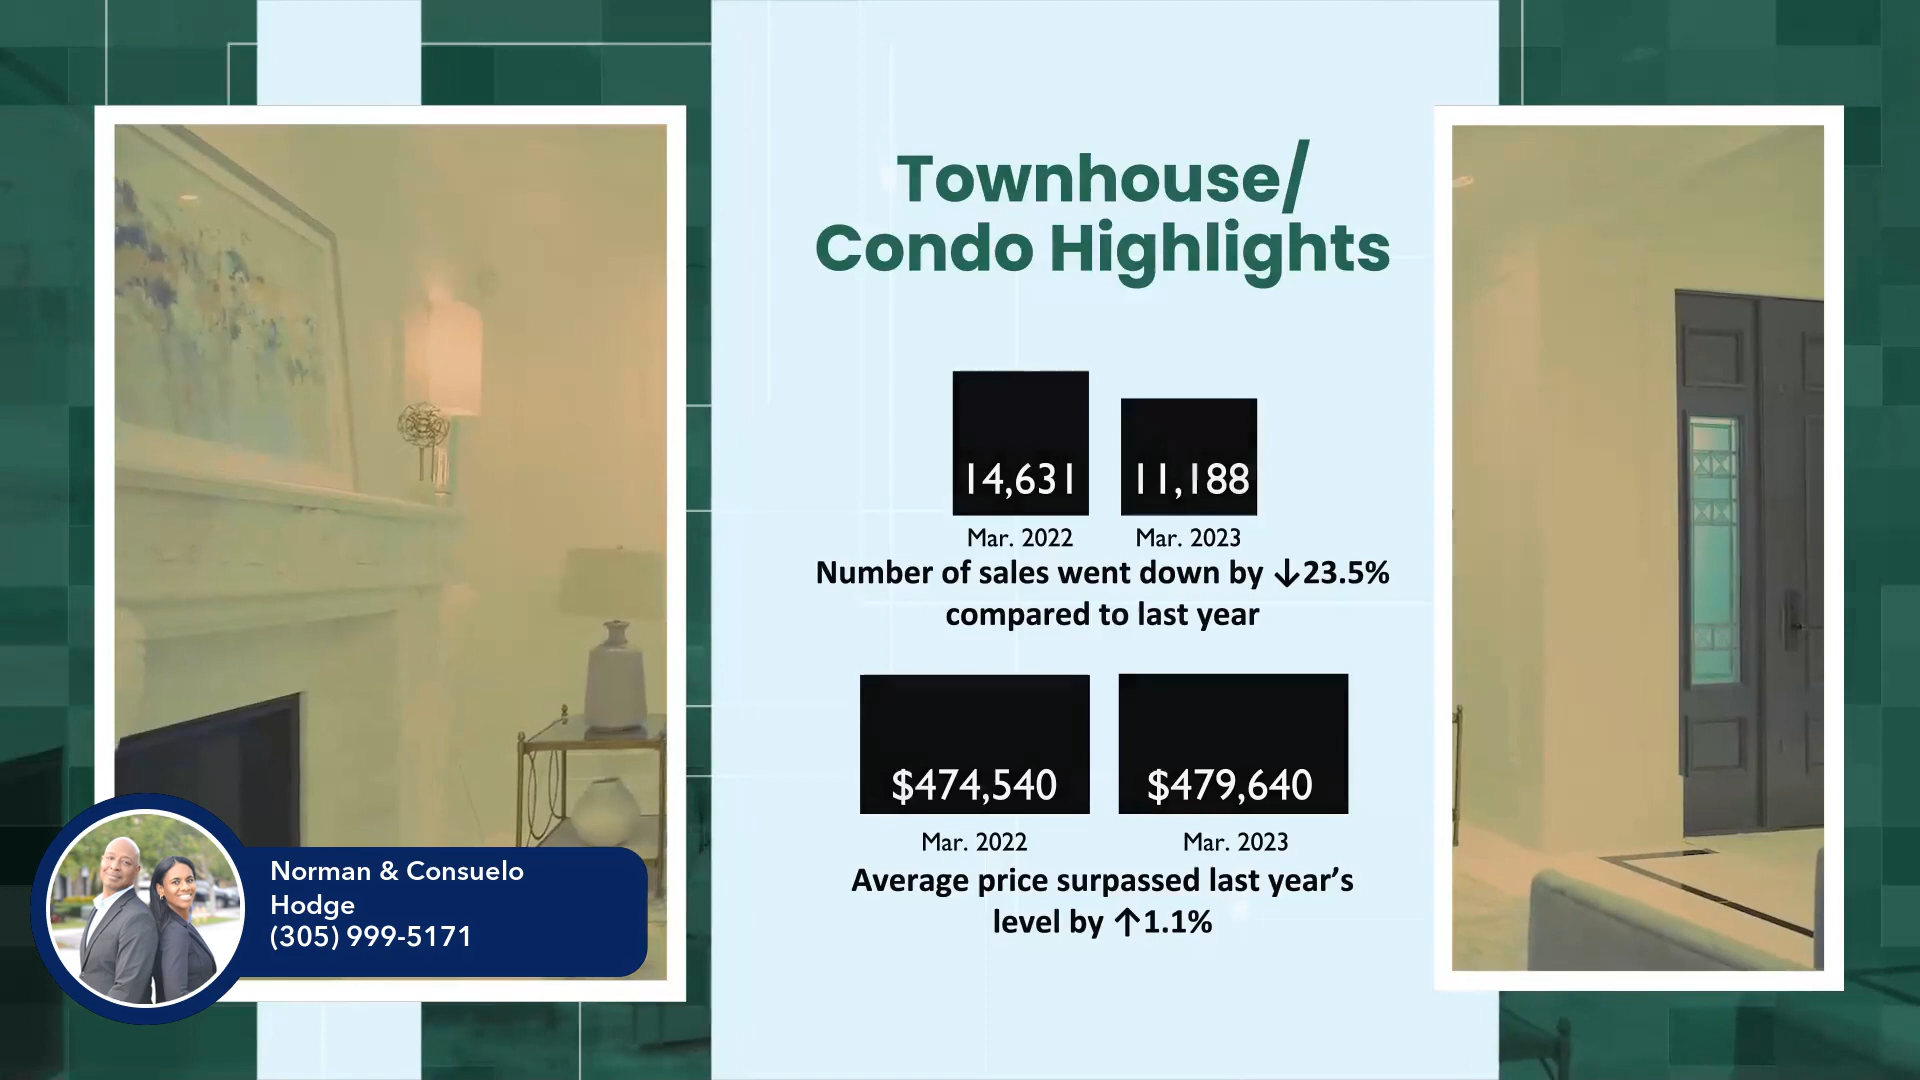 Townhouse/
Condo Highlights
14,631 11,188
Mar. 2022 Mar. 2023
Number of sales went down by ↓23.5%
compared to last year
$474,540 $479,640
Mar. 2022 Mar. 2023
Average price surpassed last year’s
level by ↑1.1%
Norman & Consuelo
Hodge
(305) 999-5171